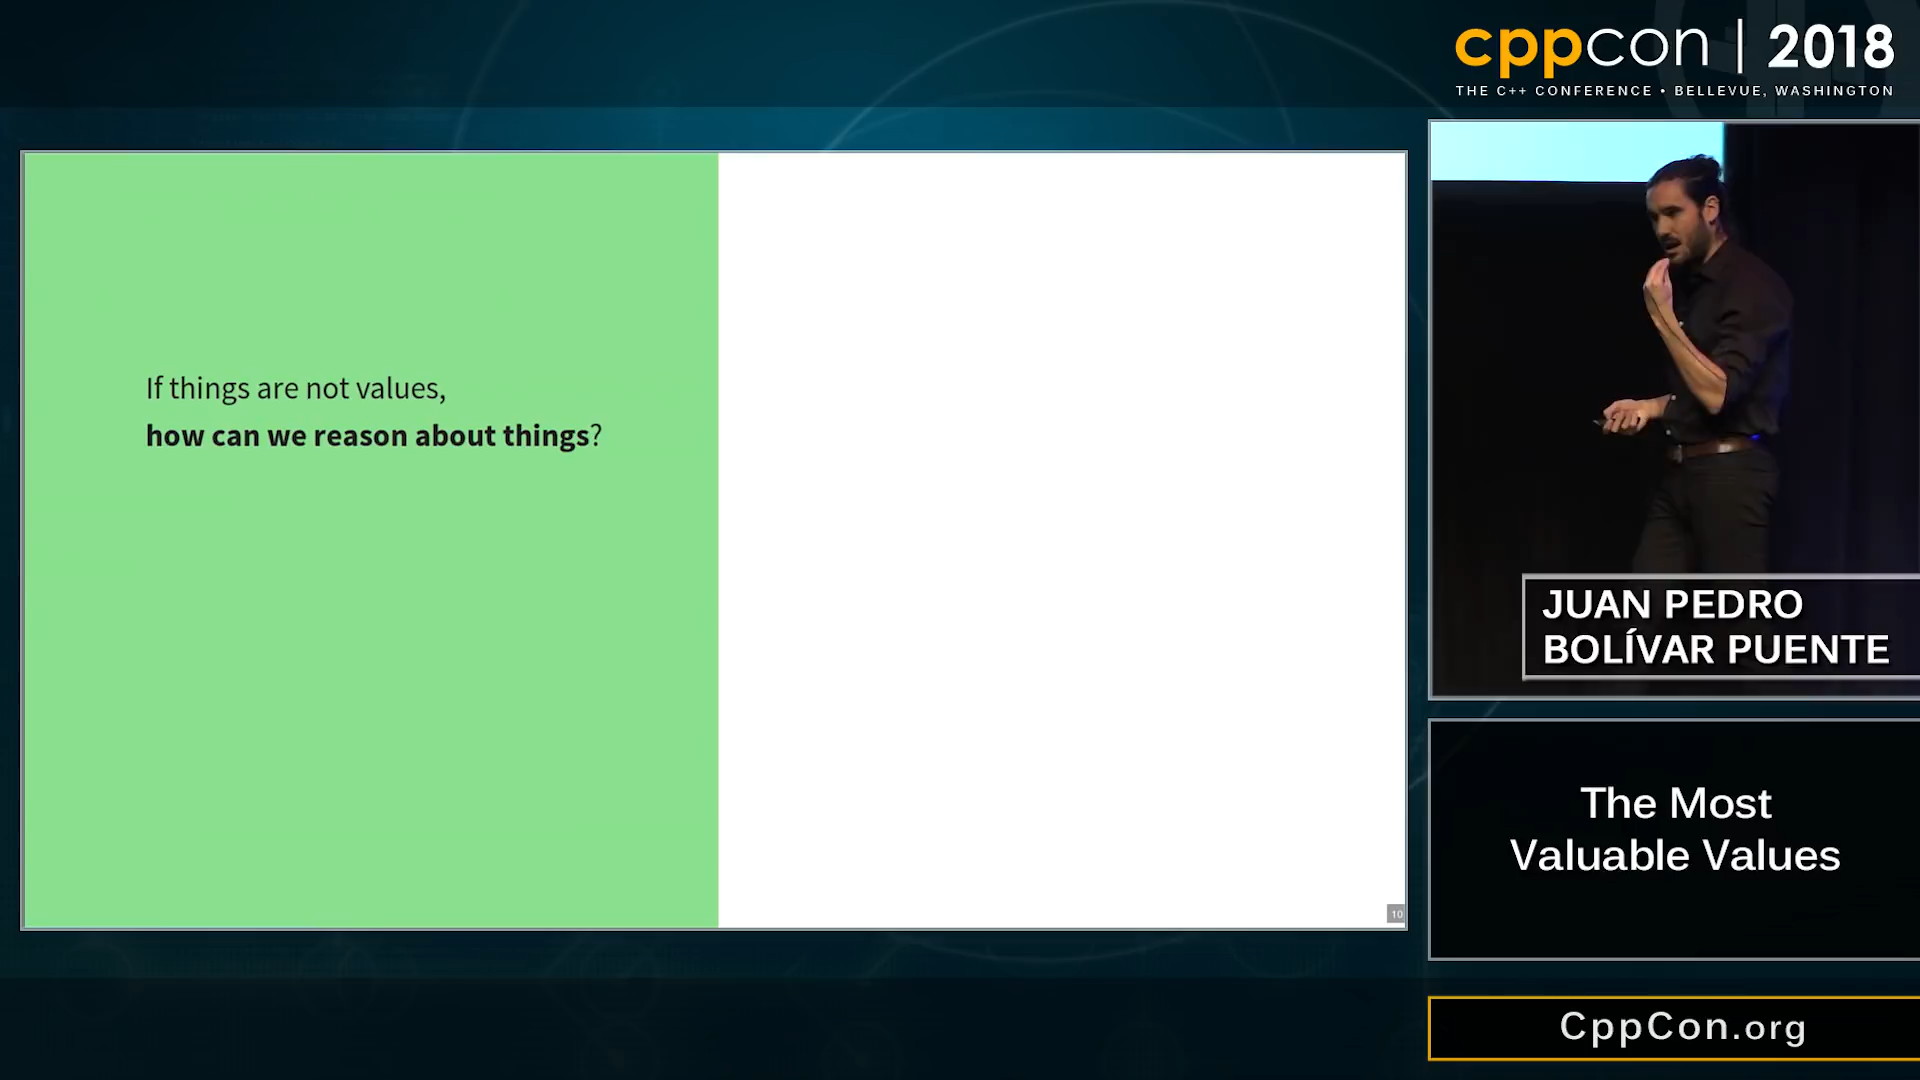 cppcon | 2018
THE C++ CONFERENCE • BELLEVUE, WASHINGTON
If things are not values,
how can we reason about things?
10
JUAN PEDRO
BOLÍVAR PUENTE
The Most
Valuable Values
CppCon.org